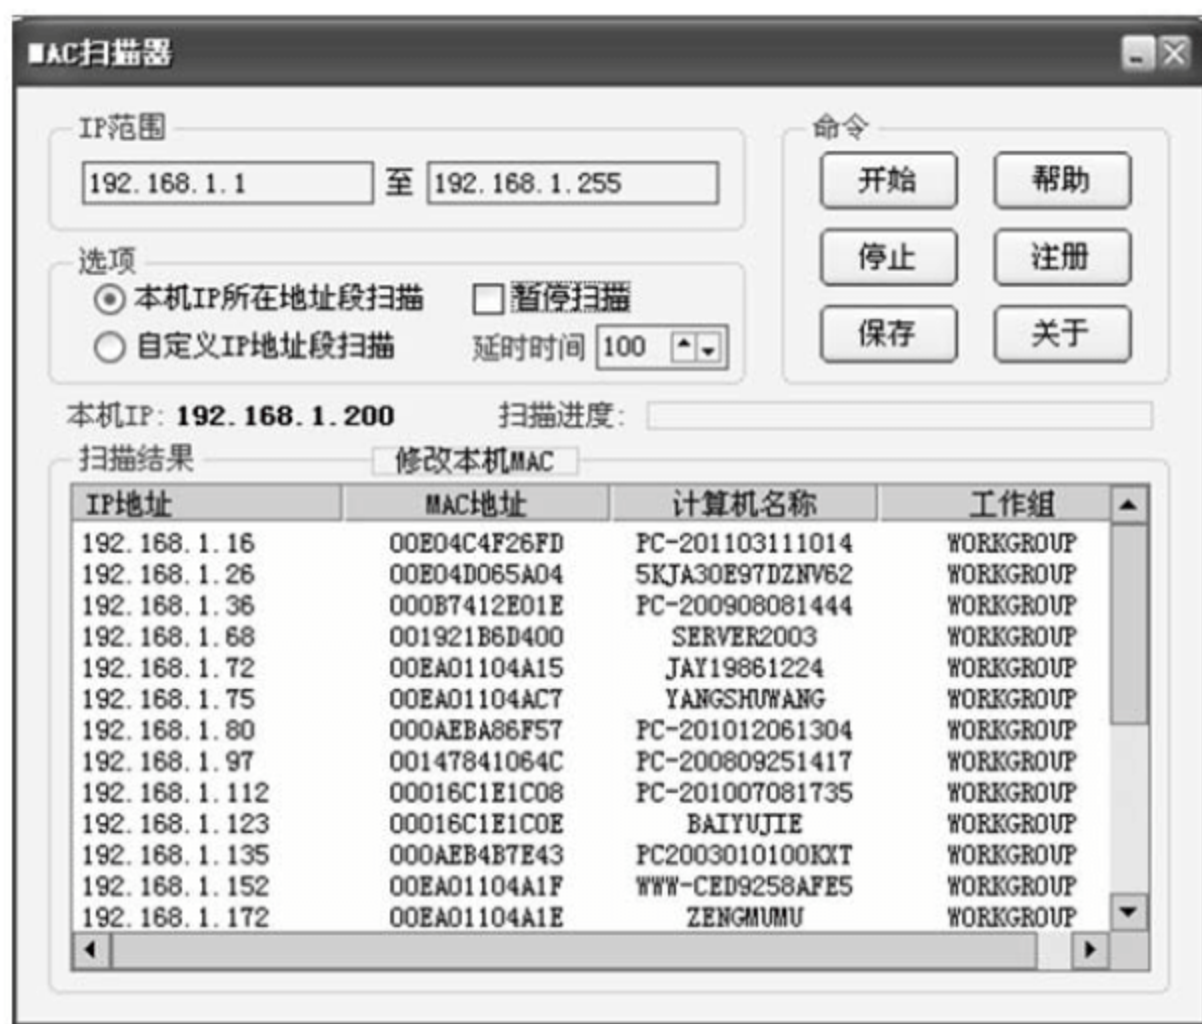 MAC扫描器
IP范围
192.168.1.1 至 192.168.1.255
选项
本机IP所在地址段扫描 暂停扫描
自定义IP地址段扫描 延时时间 100
命令
开始 帮助
停止 注册
保存 关于
本机IP: 192.168.1.200 扫描进度:
扫描结果 修改本机MAC
IP地址 MAC地址 计算机名称 工作组
192.168.1.16 00E04C4F26FD PC-201103111014 WORKGROUP
192.168.1.26 00E04D065A04 5KJA30E97DZNV62 WORKGROUP
192.168.1.36 000B7412E01E PC-200908081444 WORKGROUP
192.168.1.68 001921B6D400 SERVER2003 WORKGROUP
192.168.1.72 00EA01104A15 JAY19861224 WORKGROUP
192.168.1.75 00EA01104AC7 YANGSHUWANG WORKGROUP
192.168.1.80 000AEBA86F57 PC-201012061304 WORKGROUP
192.168.1.97 00147841064C PC-200809251417 WORKGROUP
192.168.1.112 00016C1E1C08 PC-201007081735 WORKGROUP
192.168.1.123 00016C1E1C0E BAIYUJIE WORKGROUP
192.168.1.135 000AEB4B7E43 PC2003010100KXT WORKGROUP
192.168.1.152 00EA01104A1F WWW-CED9258AFE5 WORKGROUP
192.168.1.172 00EA01104A1E ZENGMUMU WORKGROUP